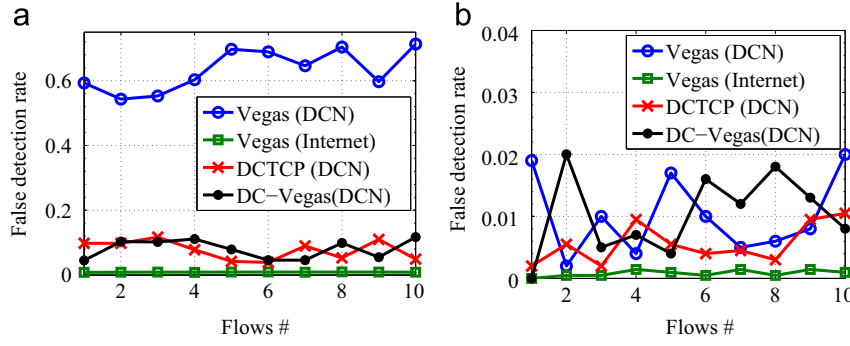 a
False detection rate
0.6
0.4
0.2
0
2
4
6
8
10
Flows #
Vegas (DCN)
Vegas (Internet)
DCTCP (DCN)
DC−Vegas(DCN)
b
False detection rate
0.04
0.03
0.02
0.01
0
2
4
6
8
10
Flows #
Vegas (DCN)
Vegas (Internet)
DCTCP (DCN)
DC−Vegas(DCN)